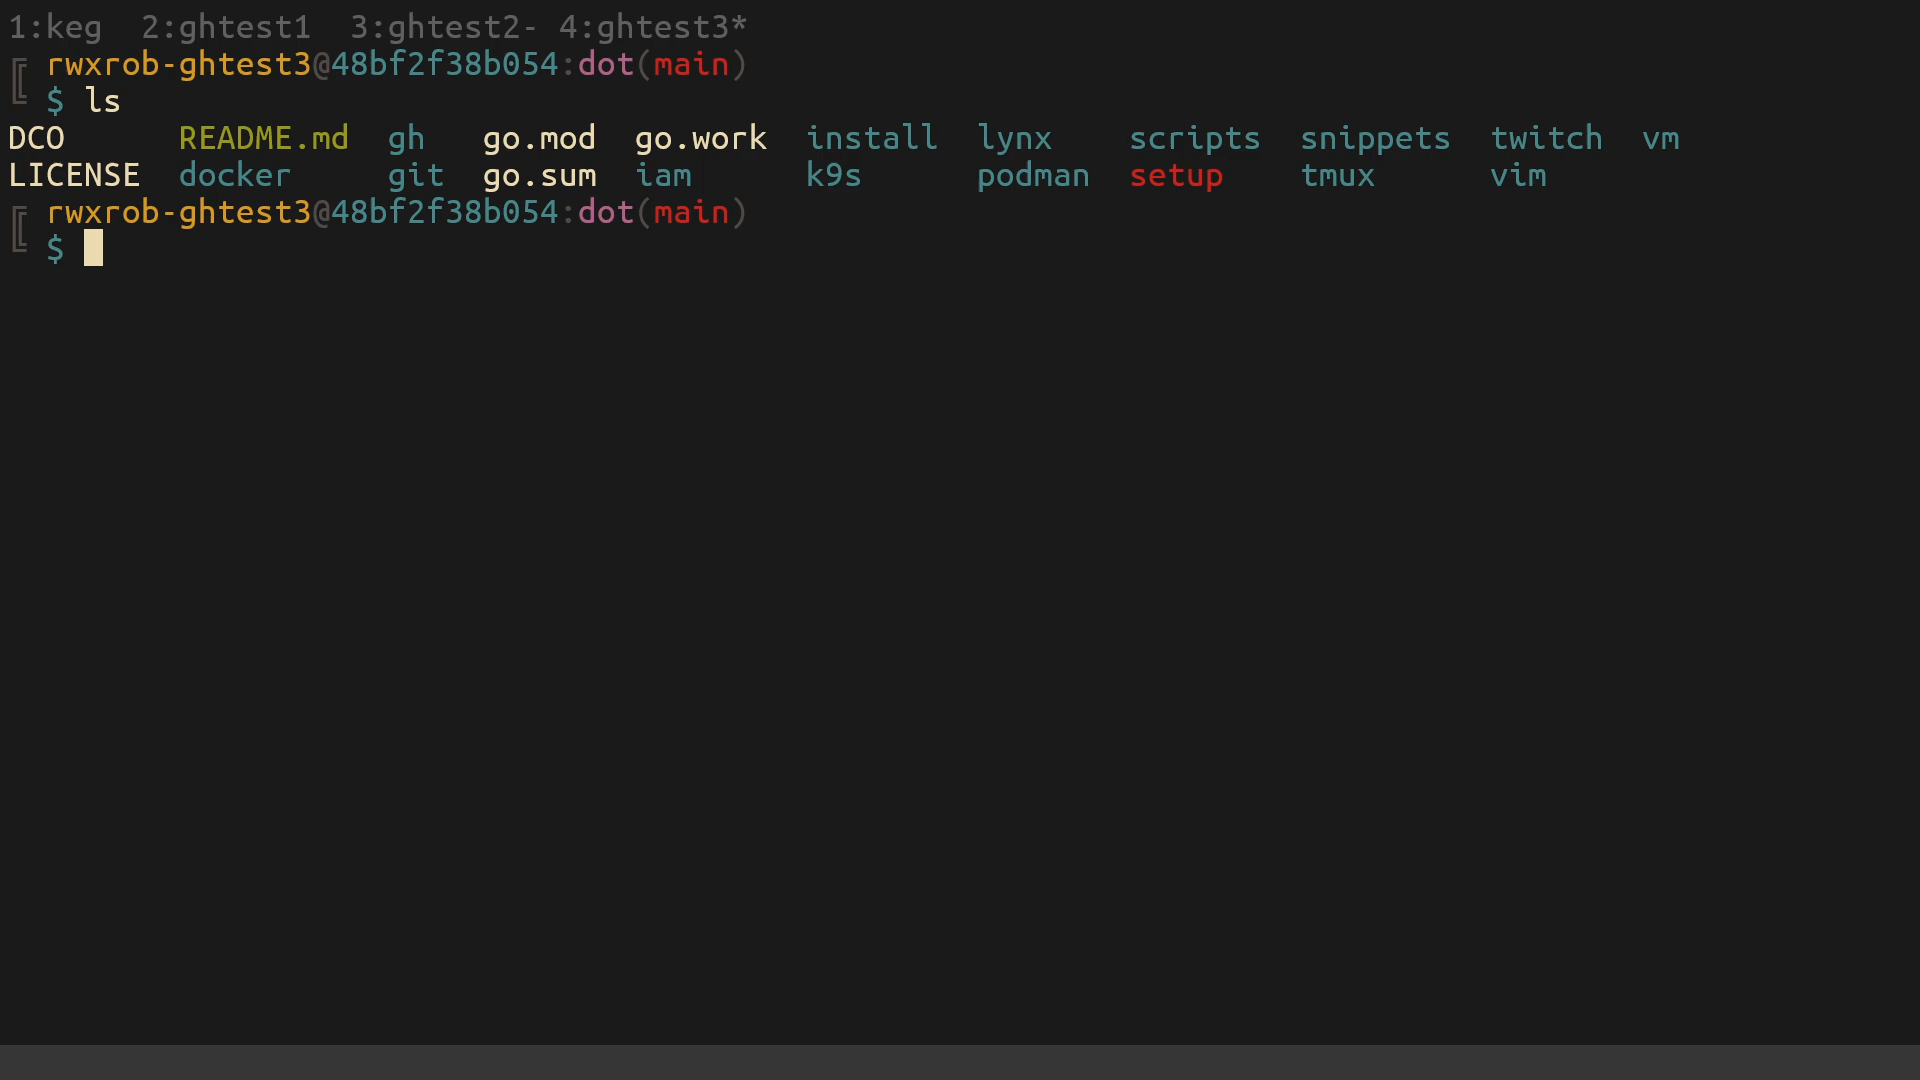 1:keg  2:ghtest1  3:ghtest2- 4:ghtest3*
╔ rwxrob-ghtest3@48bf2f38b054:dot(main)
╚ $ ls
DCO      README.md  gh   go.mod  go.work  install  lynx    scripts  snippets  twitch  vm
LICENSE  docker     git  go.sum  iam      k9s      podman  setup    tmux      vim
╔ rwxrob-ghtest3@48bf2f38b054:dot(main)
╚ $